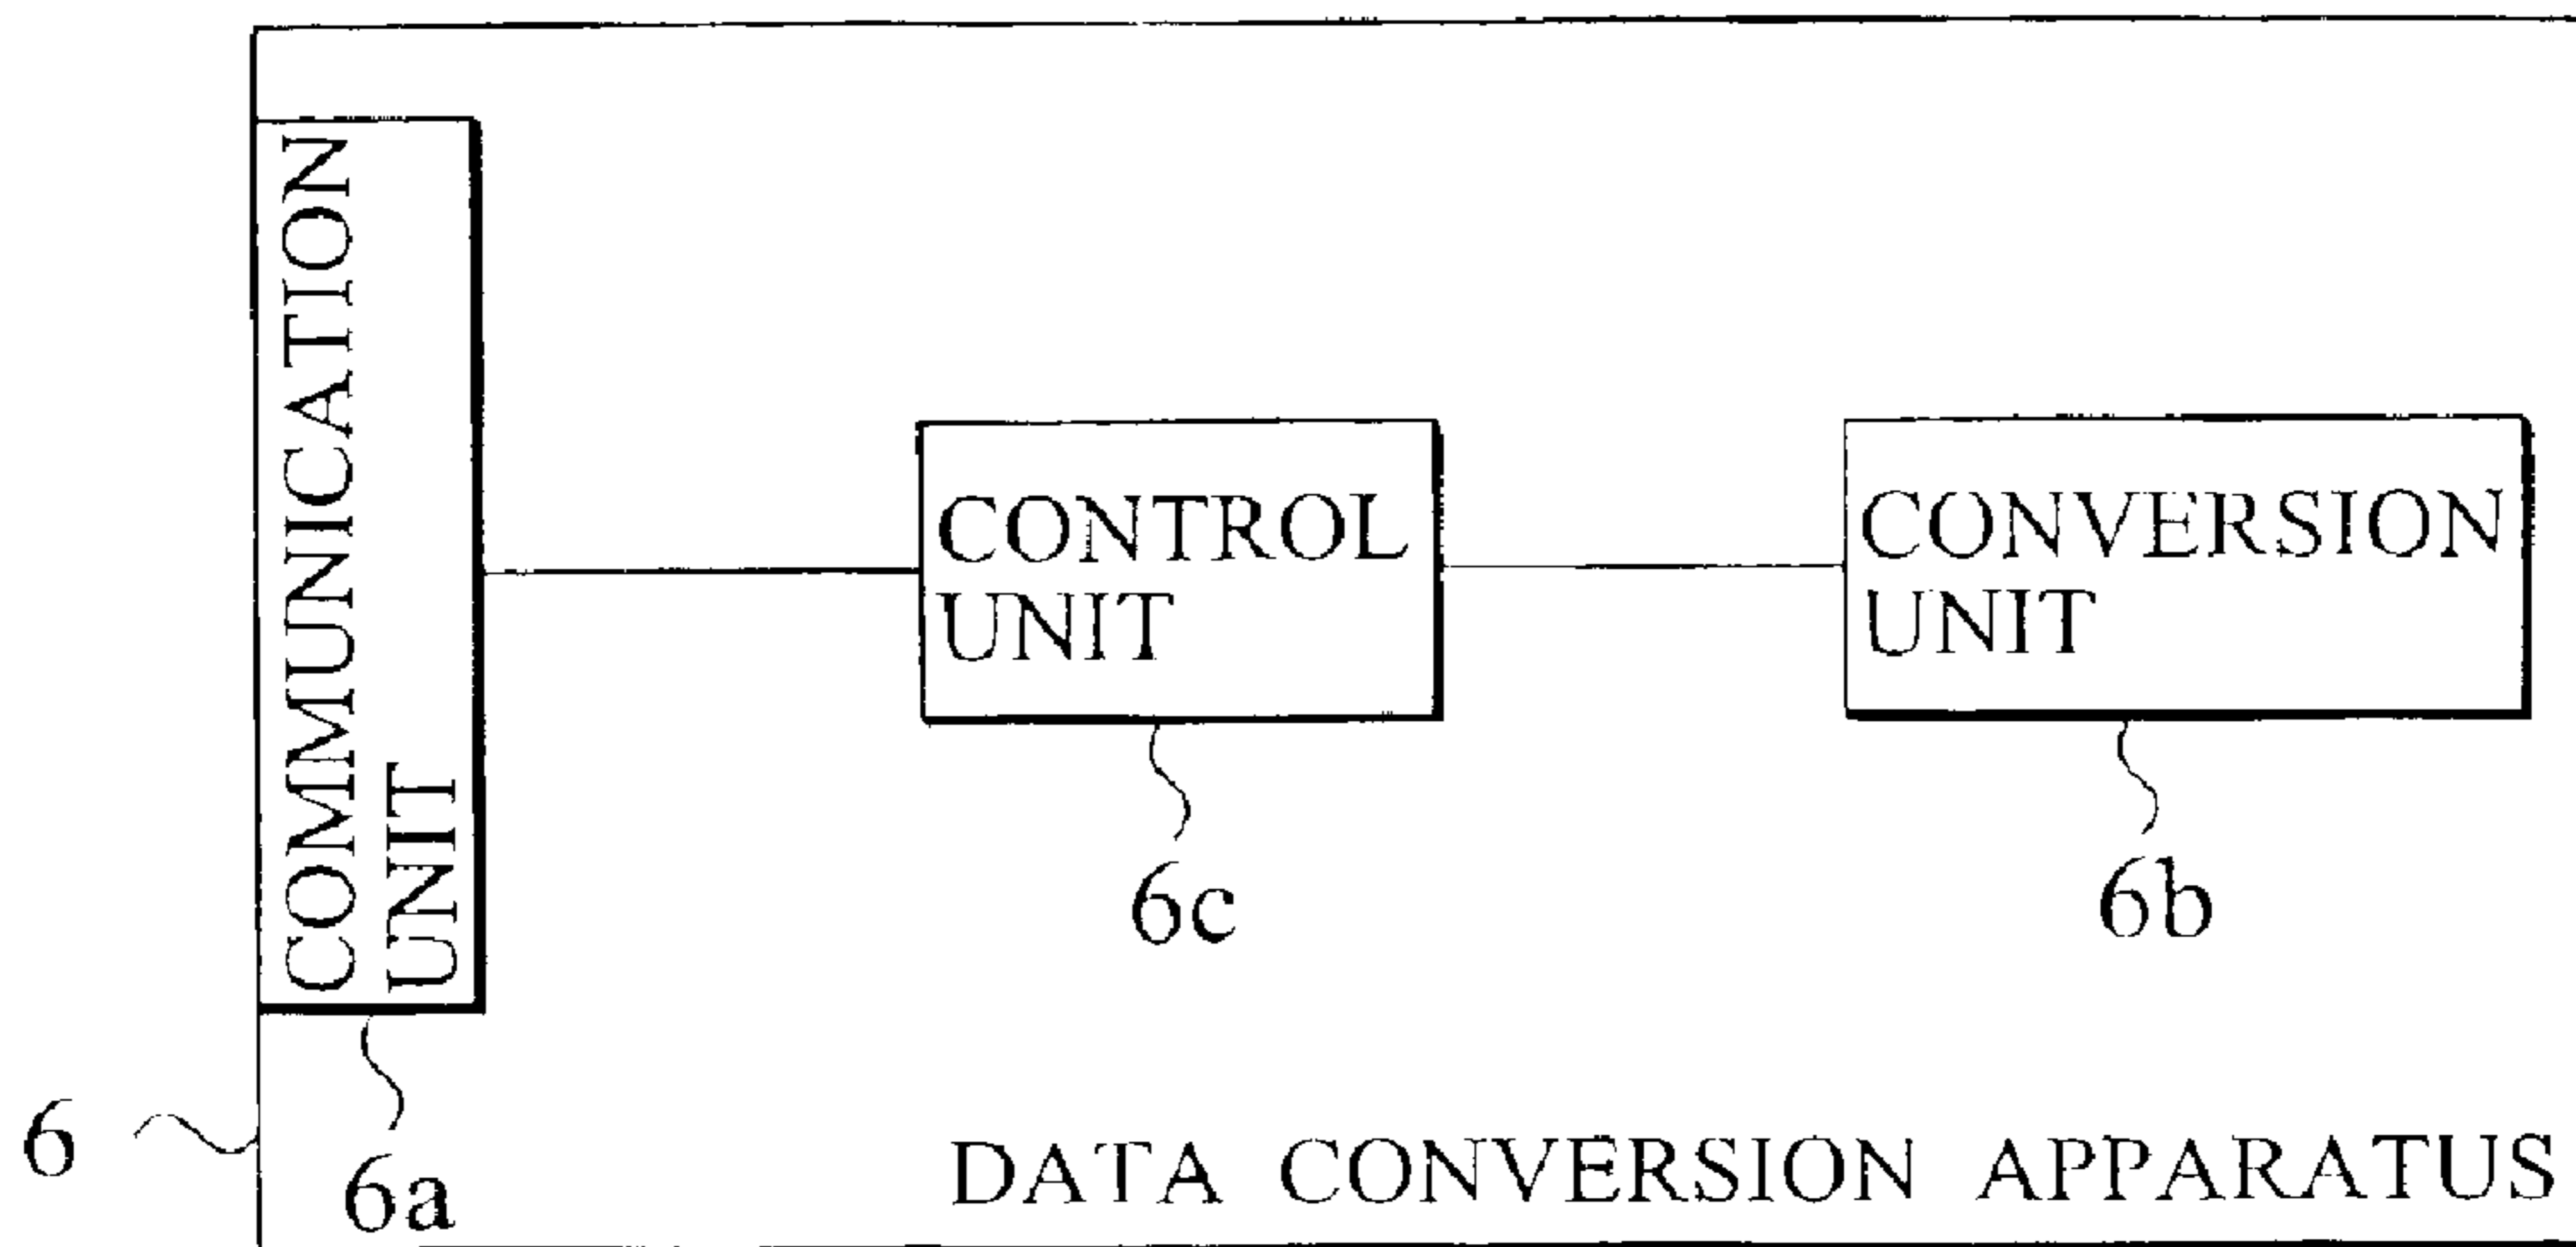 COMMUNICATION
UNIT
CONTROL
UNIT
CONVERSION
UNIT
6c
6b
6
6a
DATA CONVERSION APPARATUS